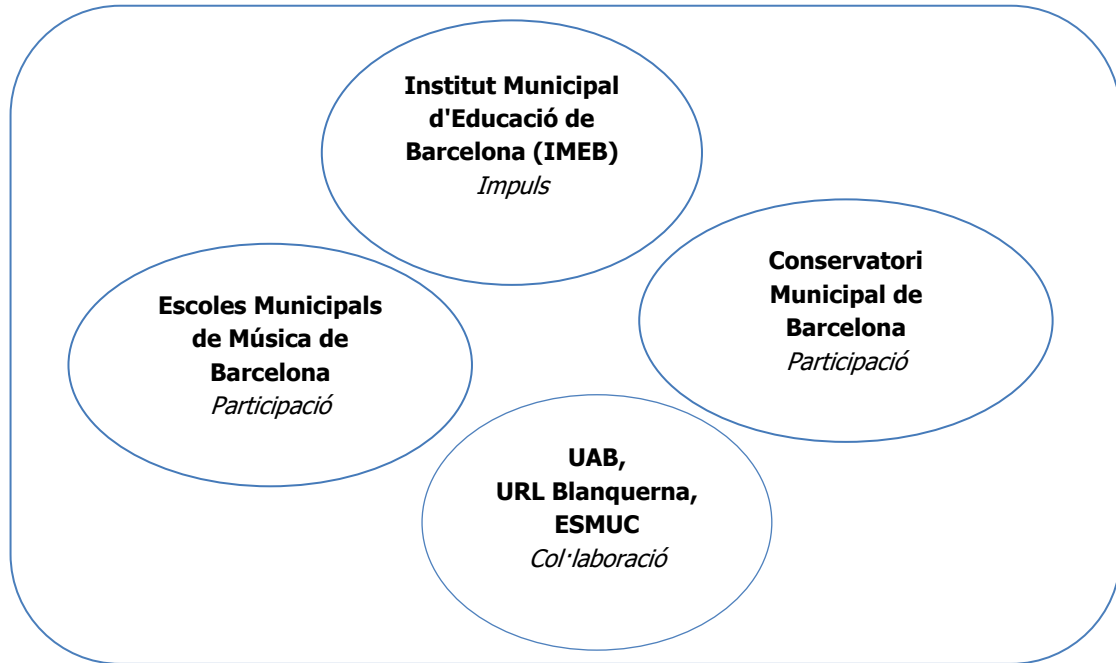 Institut Municipal
d'Educació de
Barcelona (IMEB)
Impuls
Escoles Municipals
de Música de
Barcelona
Participació
Conservatori
Municipal de
Barcelona
Participació
UAB,
URL Blanquerna,
ESMUC
Col·laboració